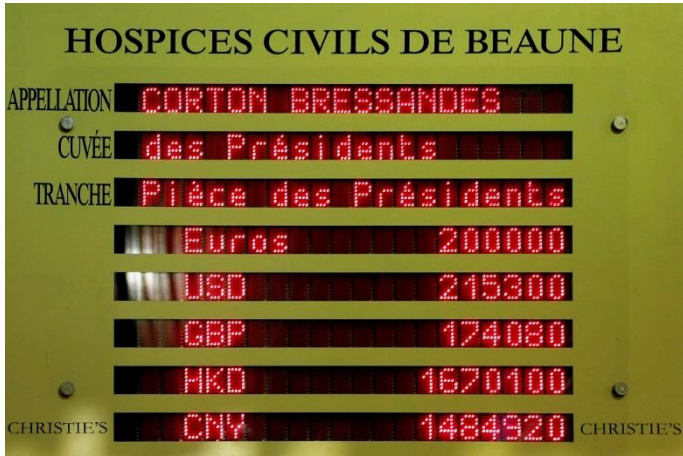 HOSPICES CIVILS DE BEAUNE
APPELLATION CORTON BRESSANDES
CUVÉE des Présidents
TRANCHE Pièce des Présidents
Euros 200000
USD 215300
GBP 174080
HKD 1670100
CHRISTIE'S CNY 1484920 CHRISTIE'S